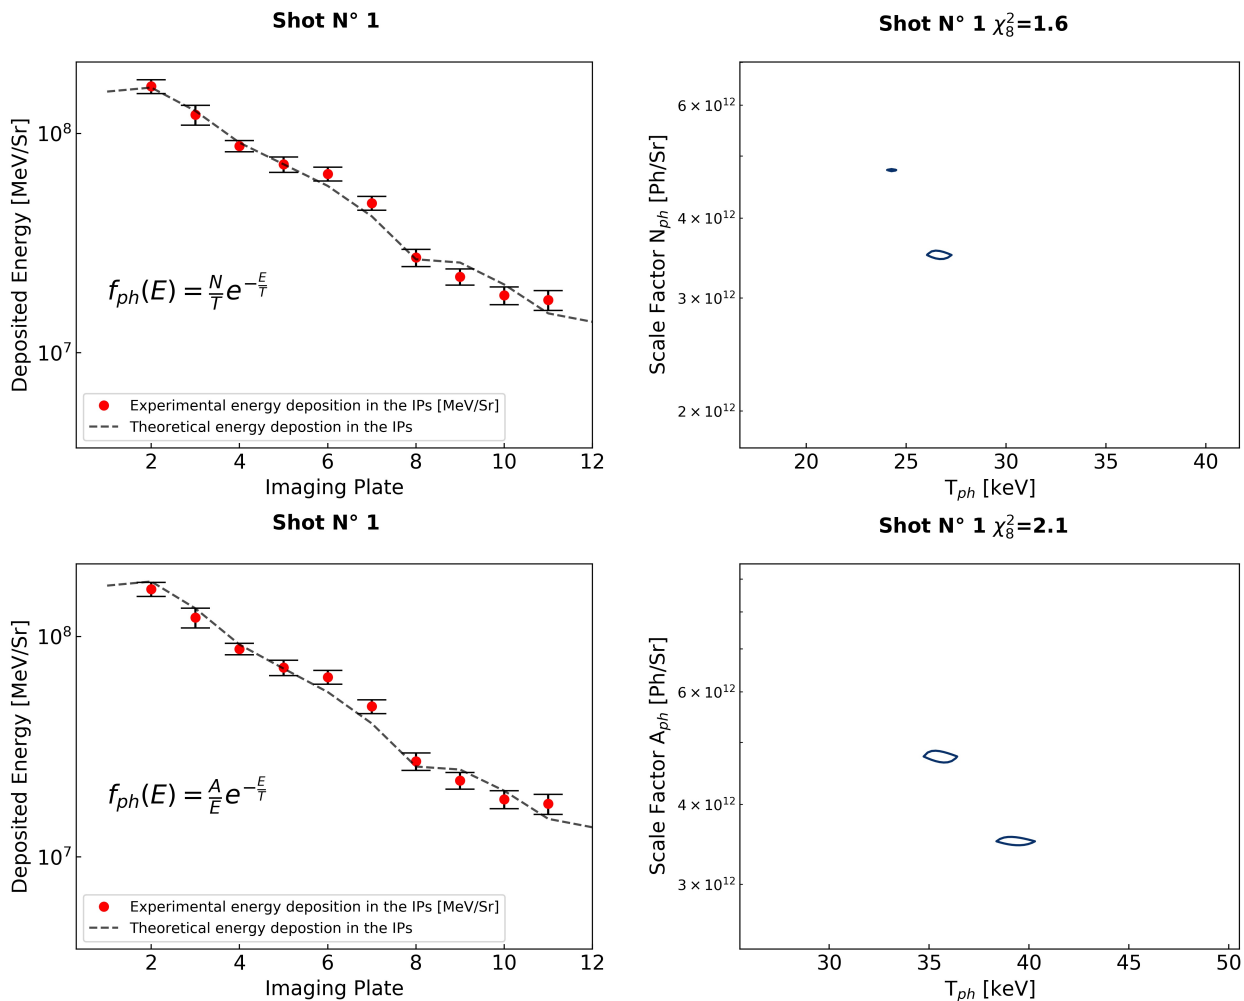 Shot N° 1
Deposited Energy [MeV/Sr]
10⁸
10⁷
f_ph(E) = N/T e^(-E/T)
Experimental energy deposition in the IPs [MeV/Sr]
Theoretical energy depostion in the IPs
2 4 6 8 10 12
Imaging Plate
Shot N° 1 χ²₈=1.6
Scale Factor N_ph [Ph/Sr]
6 × 10¹²
4 × 10¹²
3 × 10¹²
2 × 10¹²
20 25 30 35 40
T_ph [keV]
Shot N° 1
Deposited Energy [MeV/Sr]
10⁸
10⁷
f_ph(E) = A/E e^(-E/T)
Experimental energy deposition in the IPs [MeV/Sr]
Theoretical energy depostion in the IPs
2 4 6 8 10 12
Imaging Plate
Shot N° 1 χ²₈=2.1
Scale Factor A_ph [Ph/Sr]
6 × 10¹²
4 × 10¹²
3 × 10¹²
30 35 40 45 50
T_ph [keV]